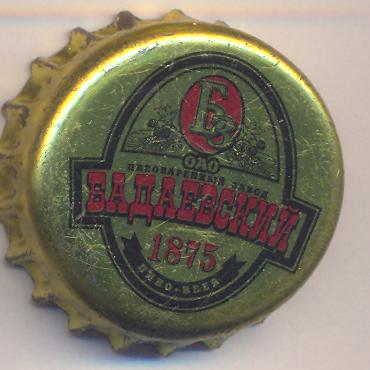 БЗ
ОАО
ПИВОВАРЕННЫЙ ЗАВОД
БАДАЕВСКИЙ
1875
ПИВО • BEER